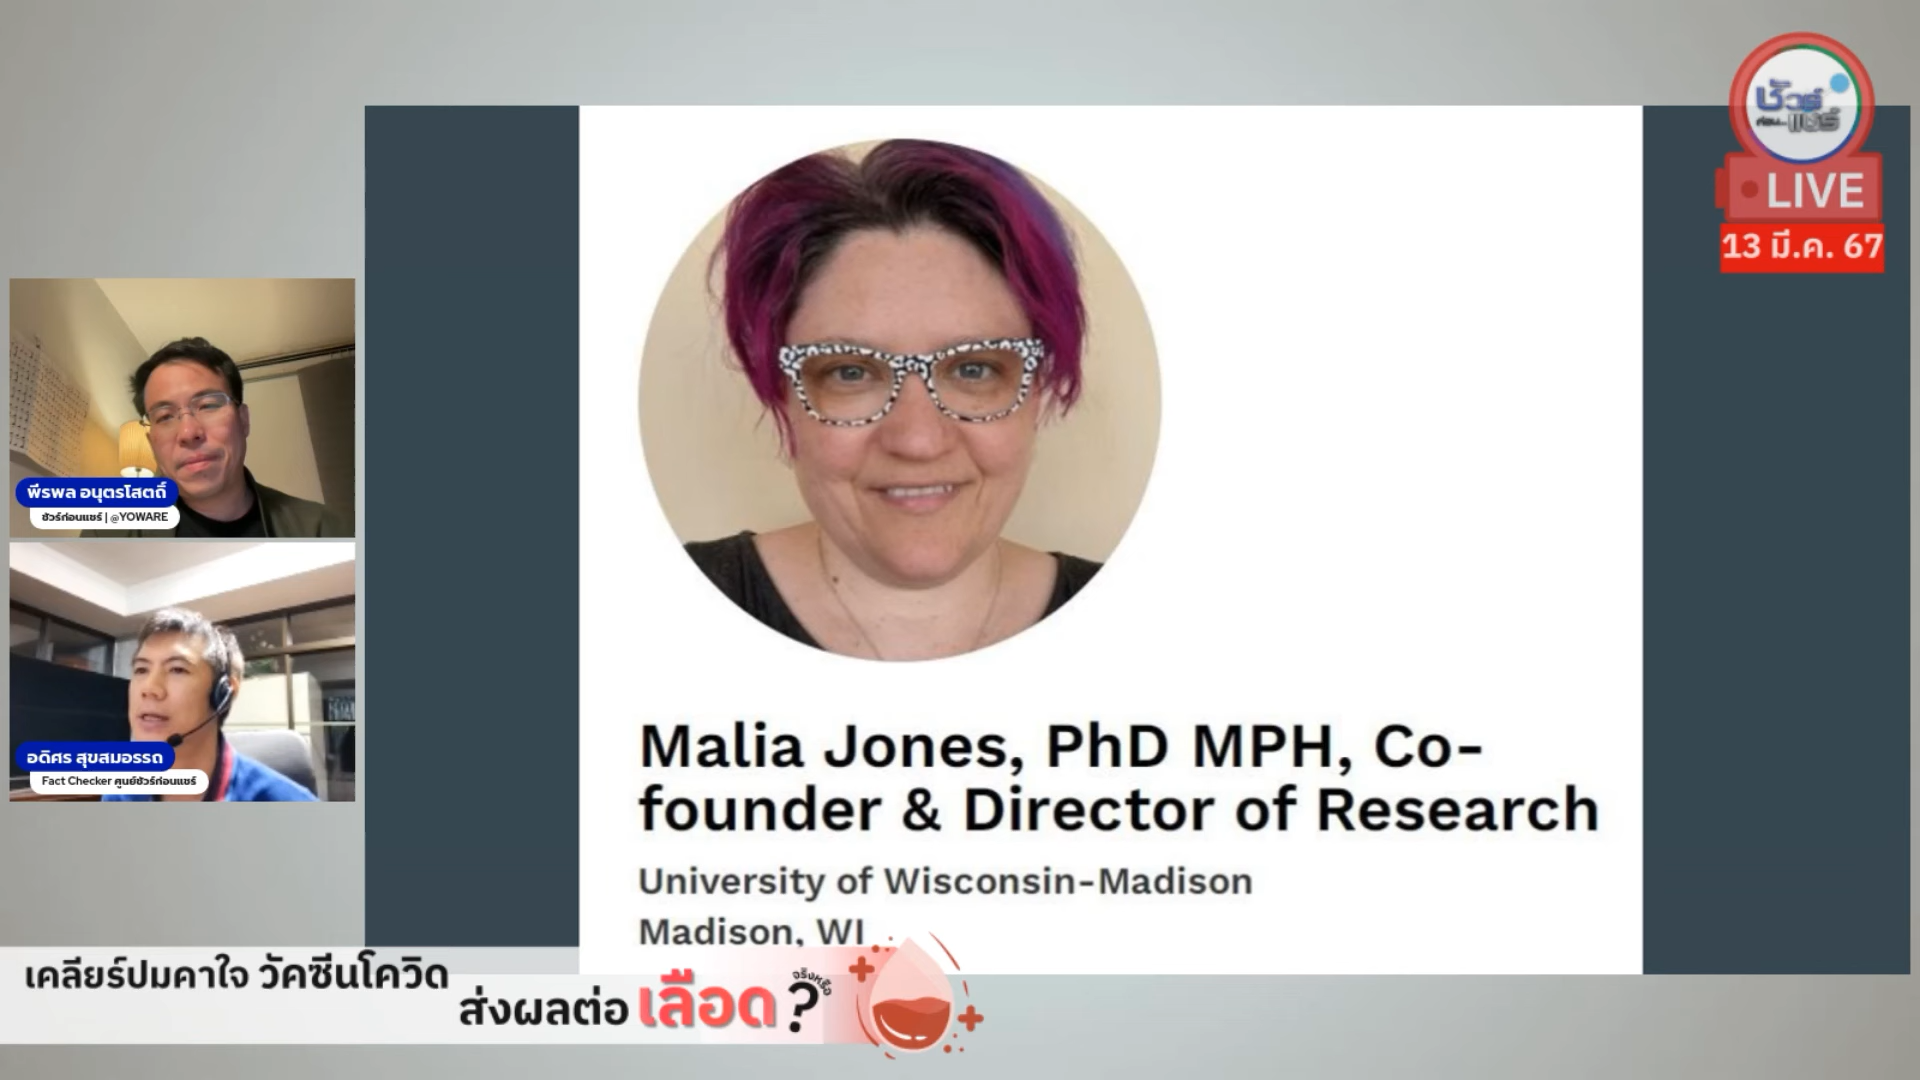 ชัวร์
ก่อน...แชร์
LIVE
13 มี.ค. 67
พีรพล อนุตรโสตถิ์
ชัวร์ก่อนแชร์ | @YOWARE
อดิศร สุขสมอรรถ
Fact Checker ศูนย์ชัวร์ก่อนแชร์
Malia Jones, PhD MPH, Co-
founder & Director of Research
University of Wisconsin-Madison
Madison, WI
เคลียร์ปมคาใจ วัคซีนโควิด
ส่งผลต่อ เลือด จริงหรือ ?